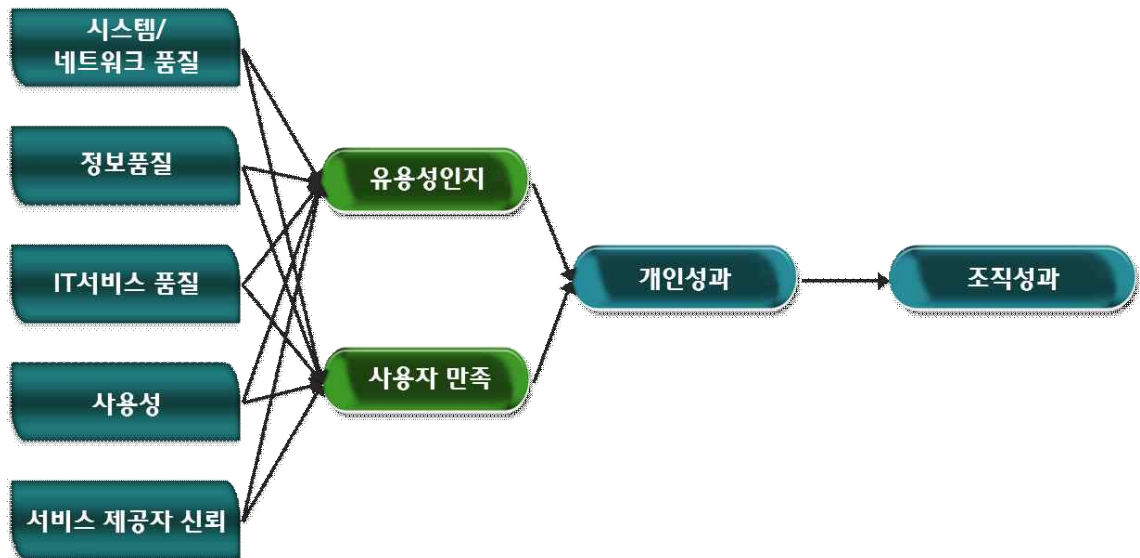 시스템/
네트워크 품질
정보품질
IT서비스 품질
사용성
서비스 제공자 신뢰
유용성인지
사용자 만족
개인성과
조직성과